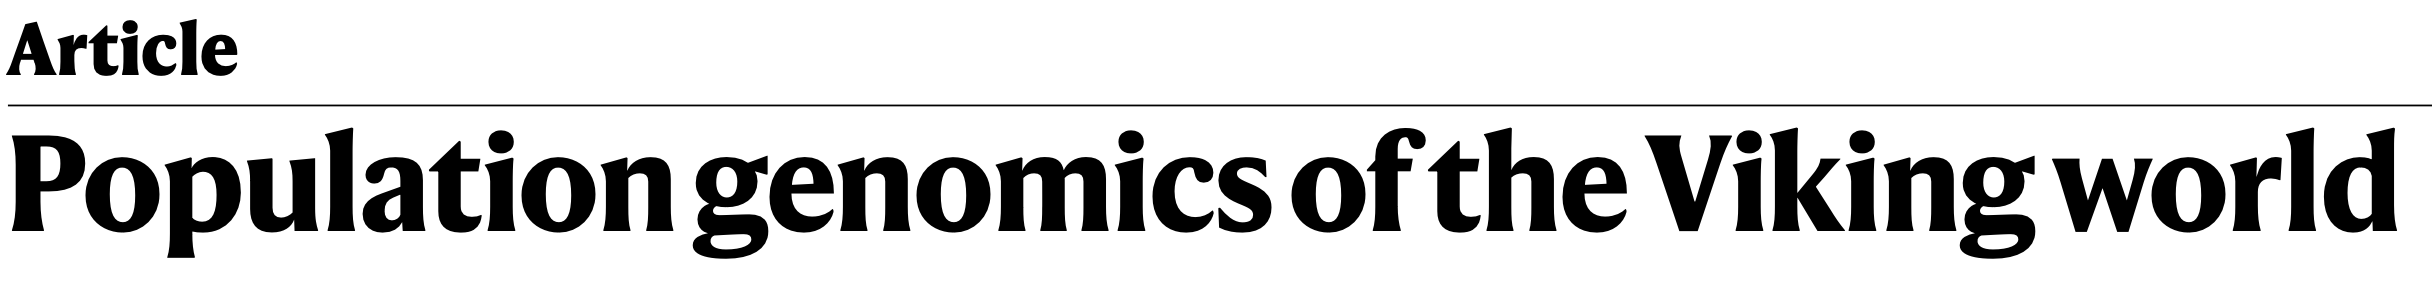 Article
Population genomics of the Viking world